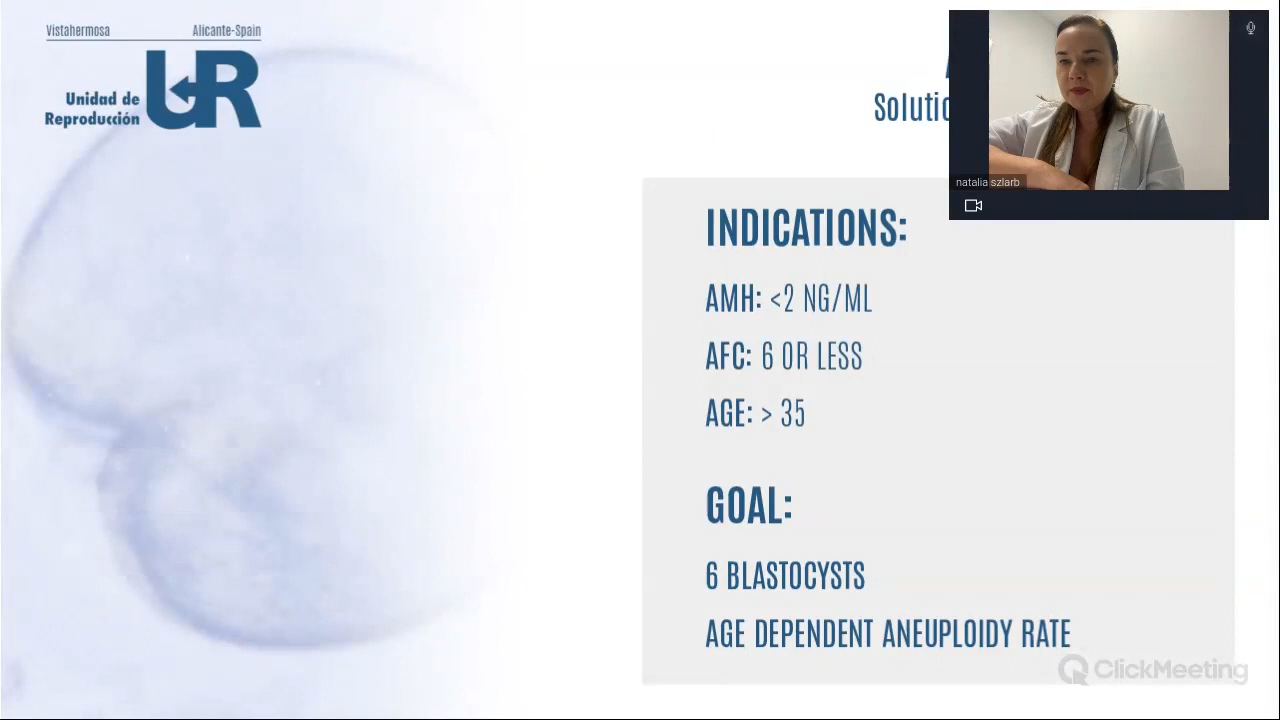 Vistahermosa Alicante-Spain
UR
Unidad de
Reproducción
natalia szlarb
INDICATIONS:
AMH: <2 NG/ML
AFC: 6 OR LESS
AGE: > 35
GOAL:
6 BLASTOCYSTS
AGE DEPENDENT ANEUPLOIDY RATE
ClickMeeting